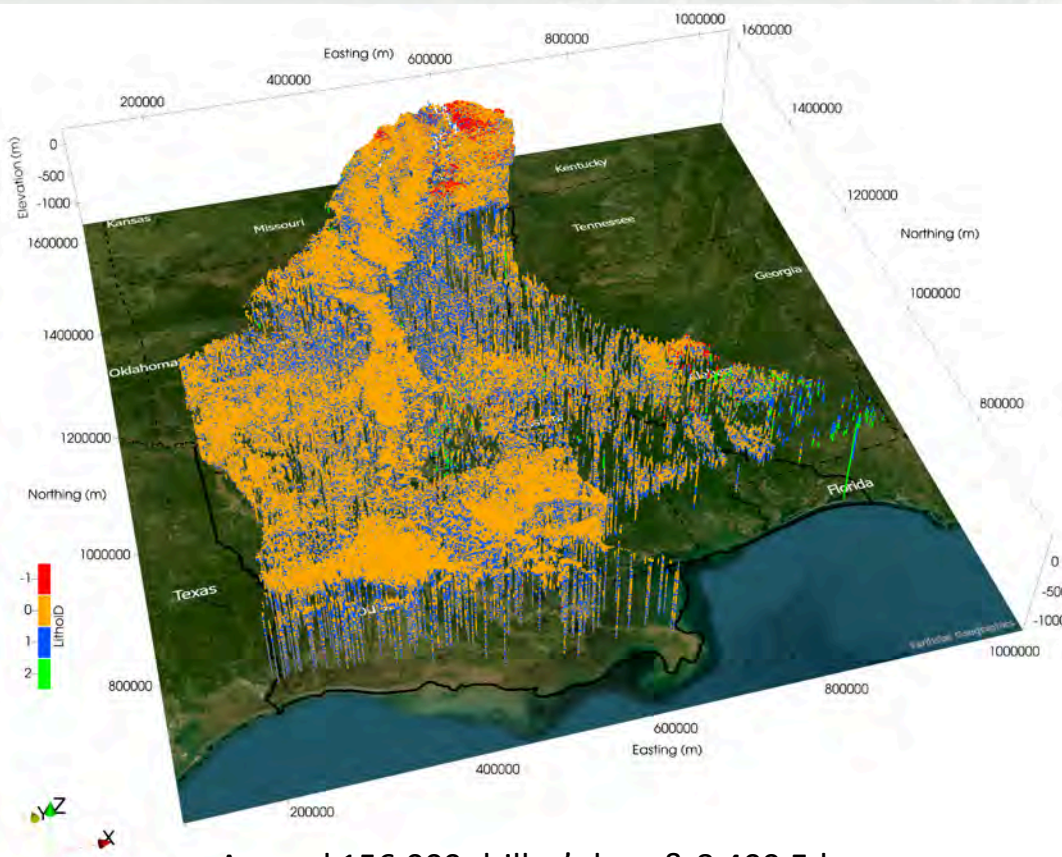 1000000
1600000
800000
Easting (m)
600000
400000
200000
1400000
0
-500
-1000
Elevation (m)
Kentucky
Kansas
Missouri
Tennessee
1200000
1600000
Northing (m)
Georgia
1000000
1400000
Oklahoma
800000
1200000
Northing (m)
Florida
1000000
Texas
0
-1
0
1
2
LithoID
1000000
800000
800000
600000
Easting (m)
400000
200000
Y
Z
X